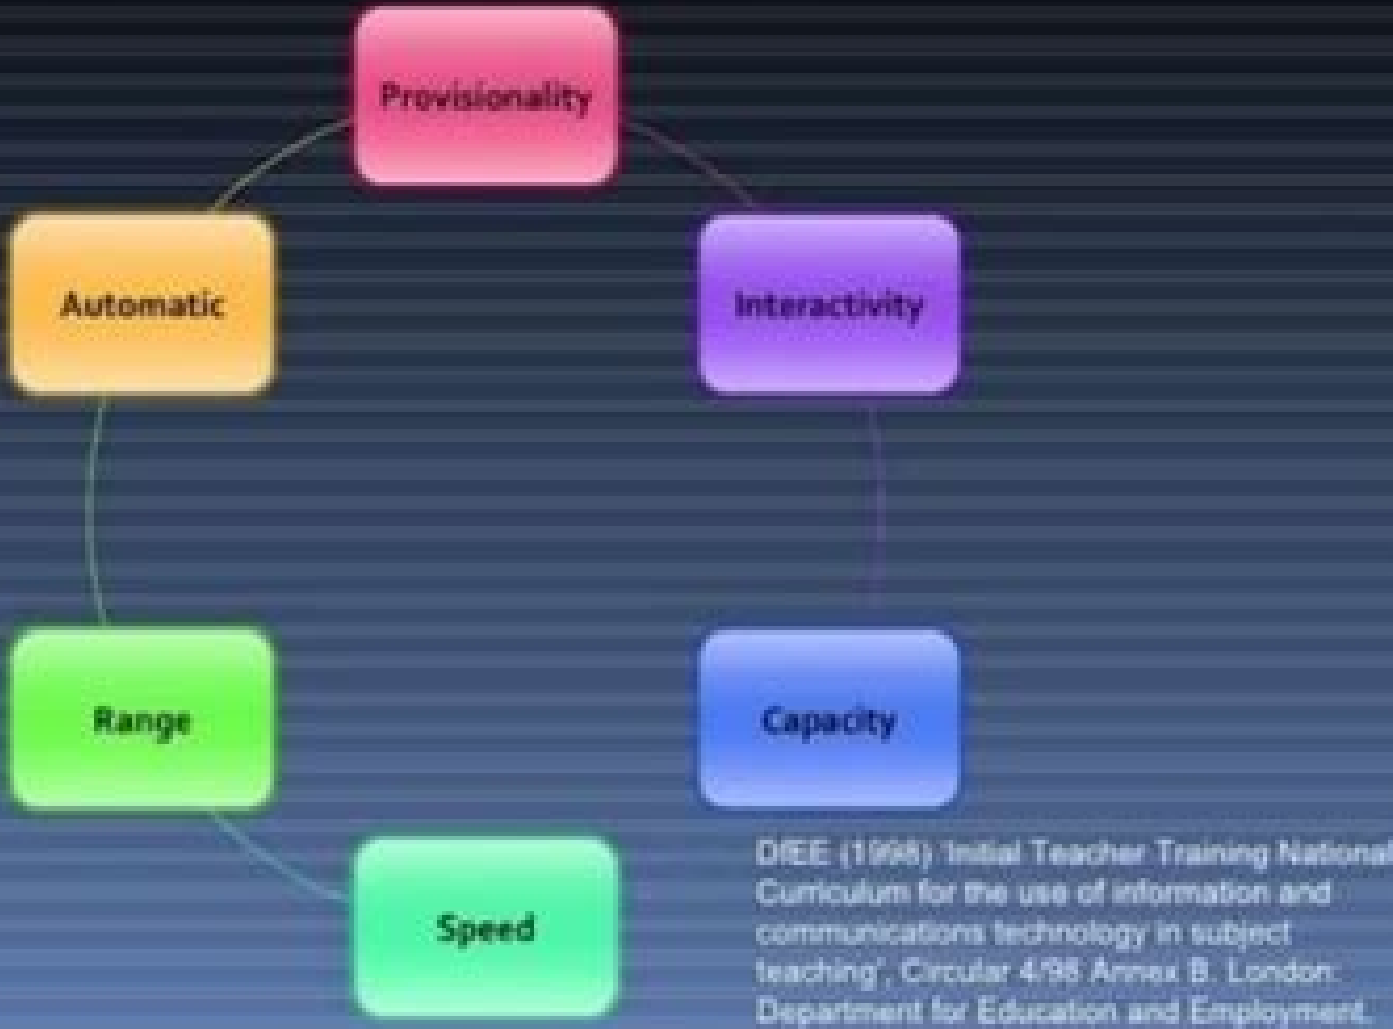 Provisionality
Automatic
Interactivity
Range
Capacity
Speed
DfEE (1998) 'Initial Teacher Training National
Curriculum for the use of information and
communications technology in subject
teaching', Circular 4/98 Annex B. London:
Department for Education and Employment.